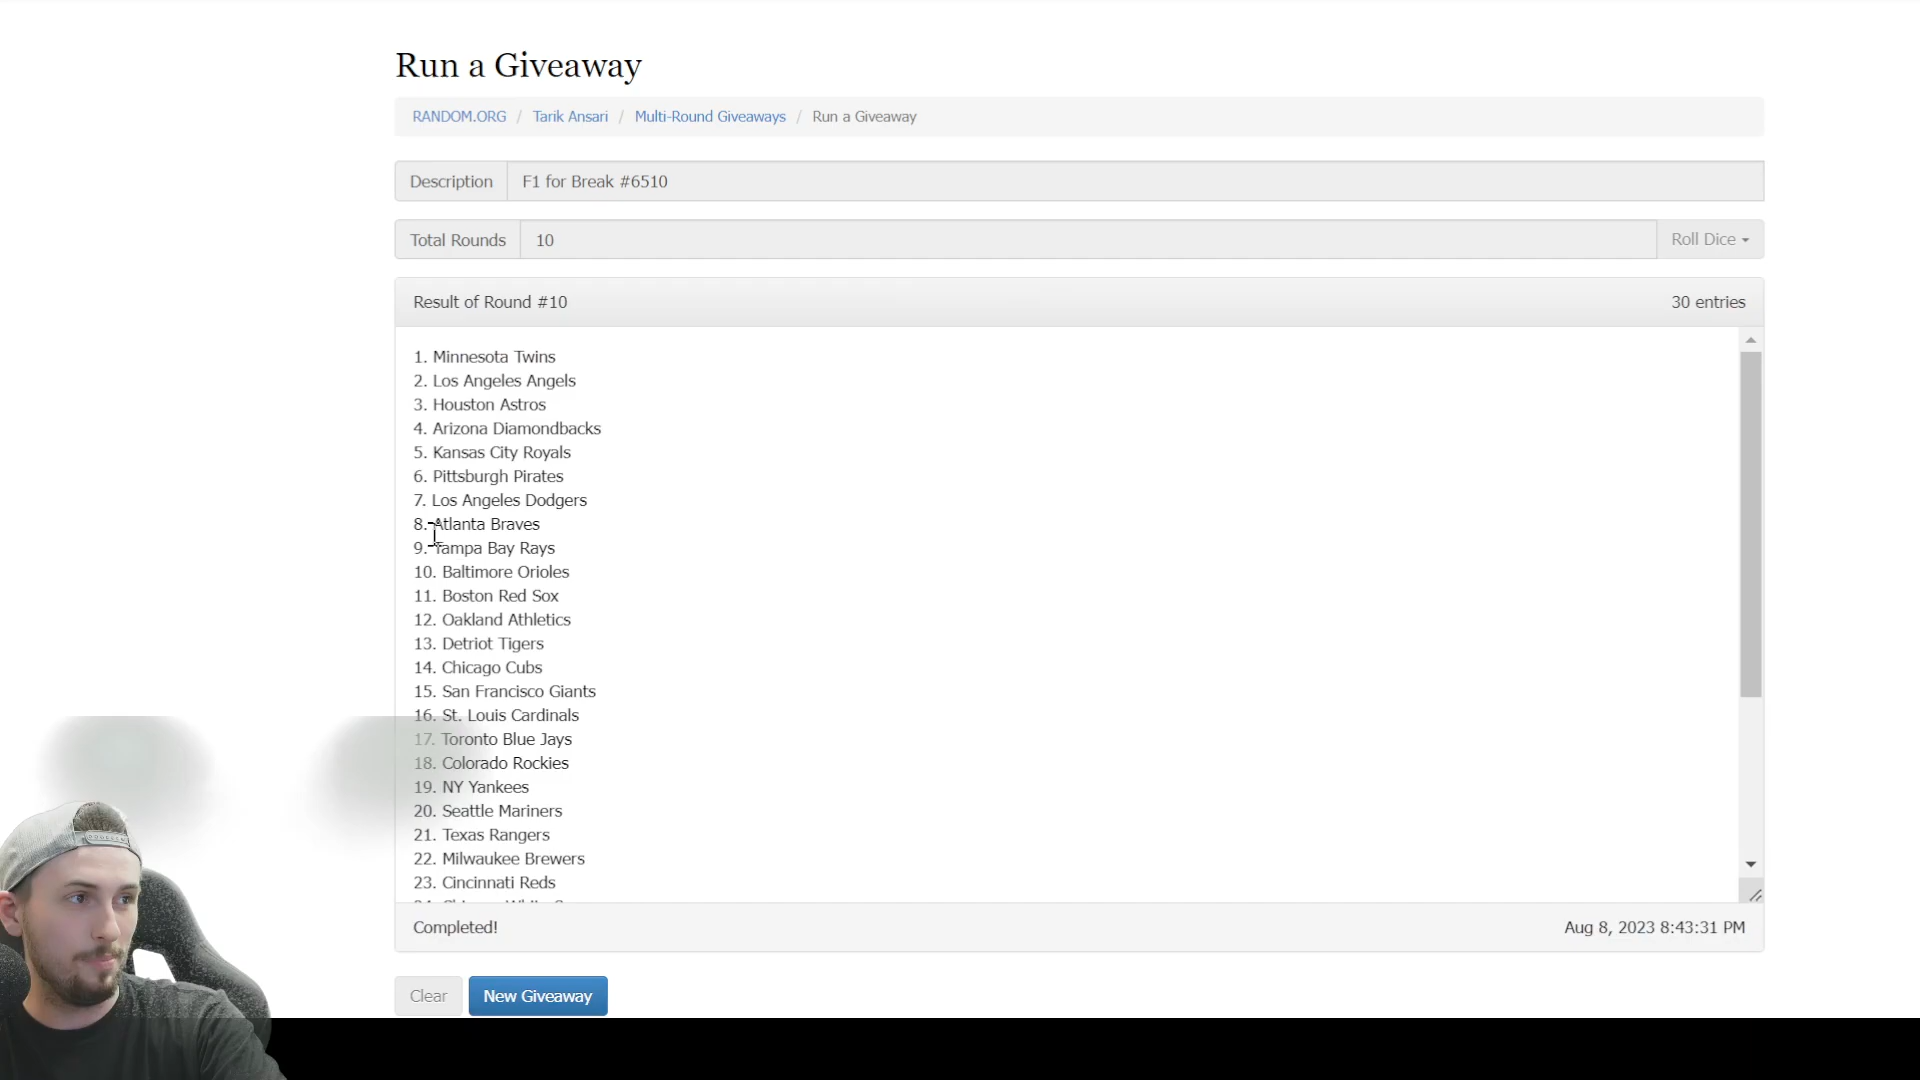 Run a Giveaway
RANDOM.ORG / Tarik Ansari / Multi-Round Giveaways / Run a Giveaway
Description F1 for Break #6510
Total Rounds 10 Roll Dice
Result of Round #10 30 entries
1. Minnesota Twins
2. Los Angeles Angels
3. Houston Astros
4. Arizona Diamondbacks
5. Kansas City Royals
6. Pittsburgh Pirates
7. Los Angeles Dodgers
8. Atlanta Braves
9. Tampa Bay Rays
10. Baltimore Orioles
11. Boston Red Sox
12. Oakland Athletics
13. Detriot Tigers
14. Chicago Cubs
15. San Francisco Giants
16. St. Louis Cardinals
17. Toronto Blue Jays
18. Colorado Rockies
19. NY Yankees
20. Seattle Mariners
21. Texas Rangers
22. Milwaukee Brewers
23. Cincinnati Reds
Completed! Aug 8, 2023 8:43:31 PM
Clear New Giveaway